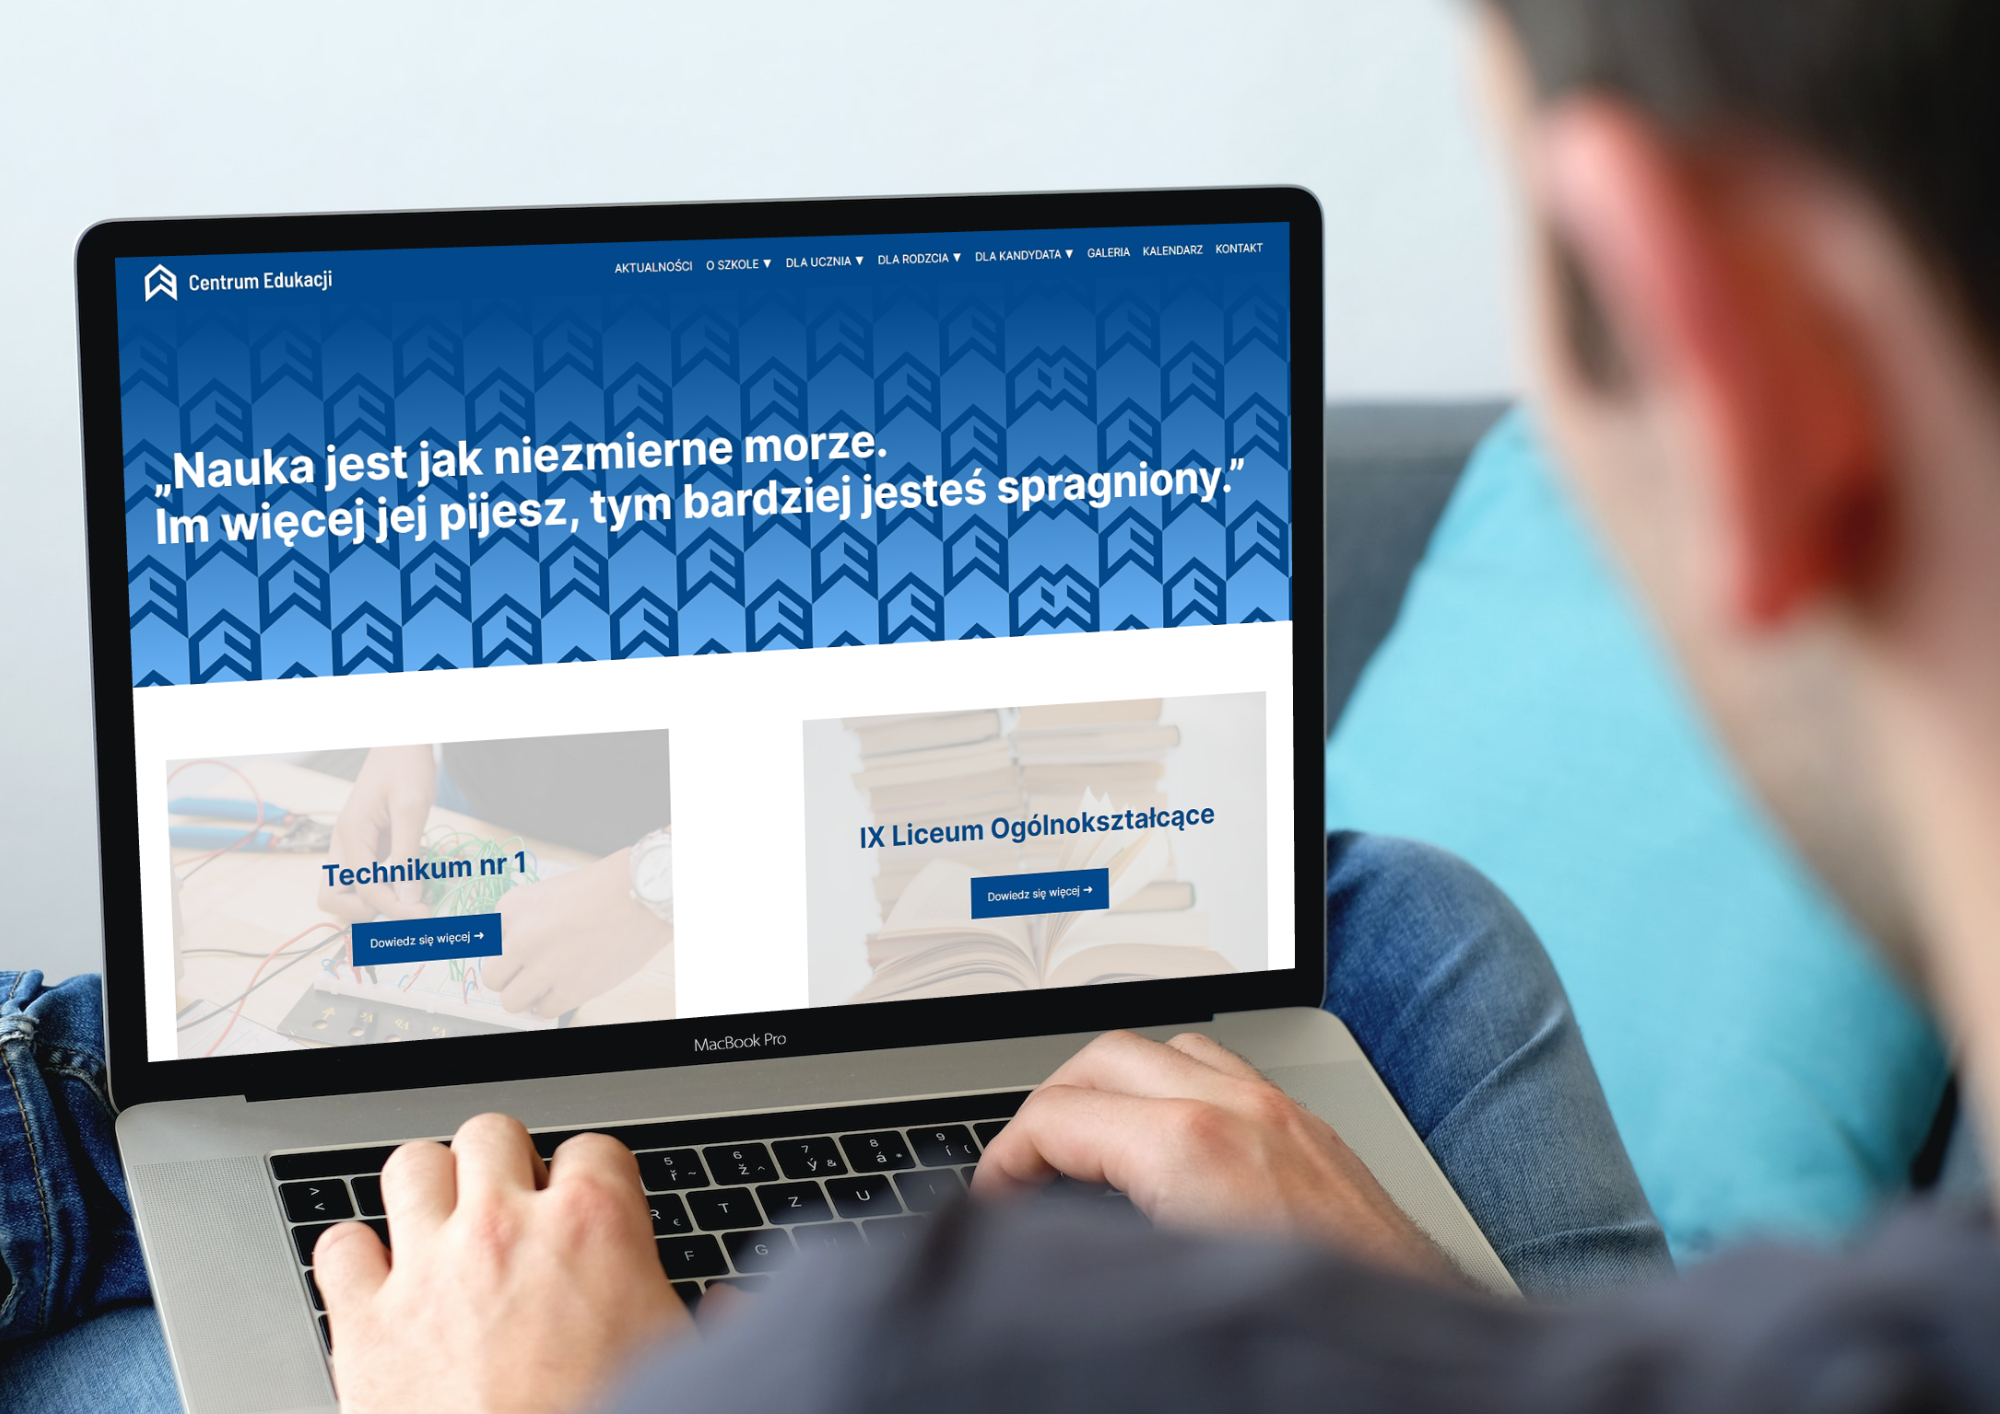 Centrum Edukacji
AKTUALNOŚCI O SZKOLE ▼ DLA UCZNIA ▼ DLA RODZCIA ▼ DLA KANDYDATA ▼ GALERIA KALENDARZ KONTAKT
„Nauka jest jak niezmierne morze.
Im więcej jej pijesz, tym bardziej jesteś spragniony.”
Technikum nr 1
Dowiedz się więcej ➜
IX Liceum Ogólnokształcące
Dowiedz się więcej ➜
MacBook Pro
5 6 7 8 9
ř ~ ž ^ ý & á * í (
> <
R € T Z U I
F G